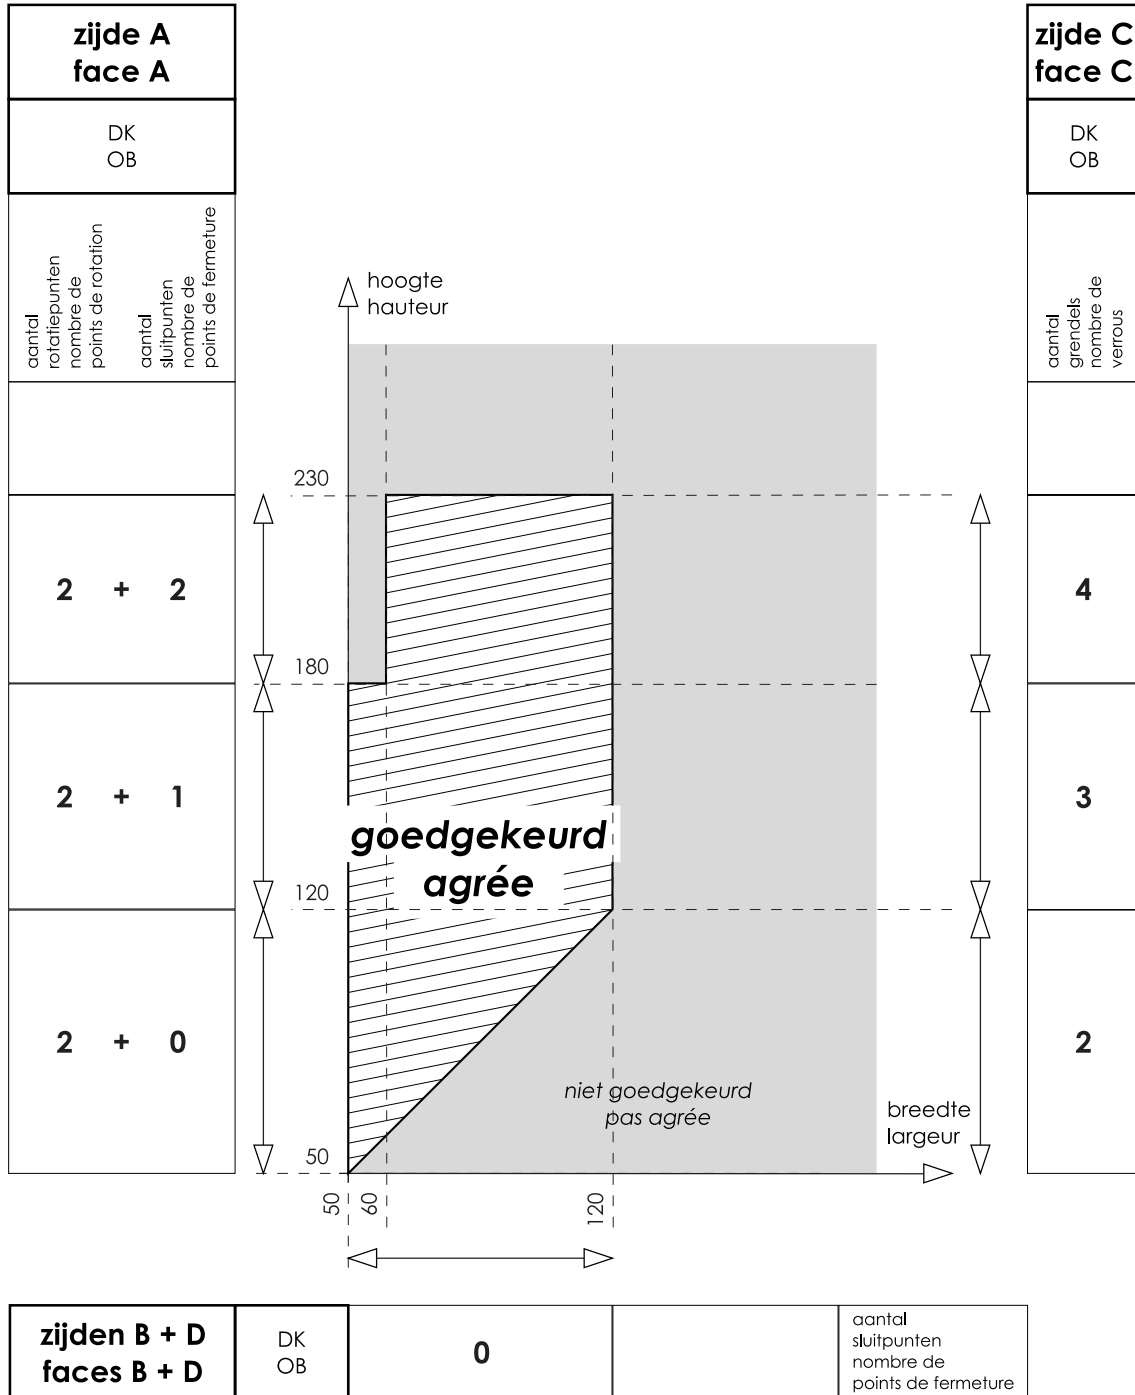 zijde A
face A
DK
OB
aantal
rotatiepunten
nombre de
points de rotation
aantal
sluitpunten
nombre de
points de fermeture
2 + 2
2 + 1
2 + 0
hoogte
hauteur
230
180
120
50
goedgekeurd
agrée
niet goedgekeurd
pas agrée
breedte
largeur
50
60
120
zijde C
face C
DK
OB
aantal
grendels
nombre de
verrous
4
3
2
zijden B + D
faces B + D
DK
OB
0
aantal
sluitpunten
nombre de
points de fermeture